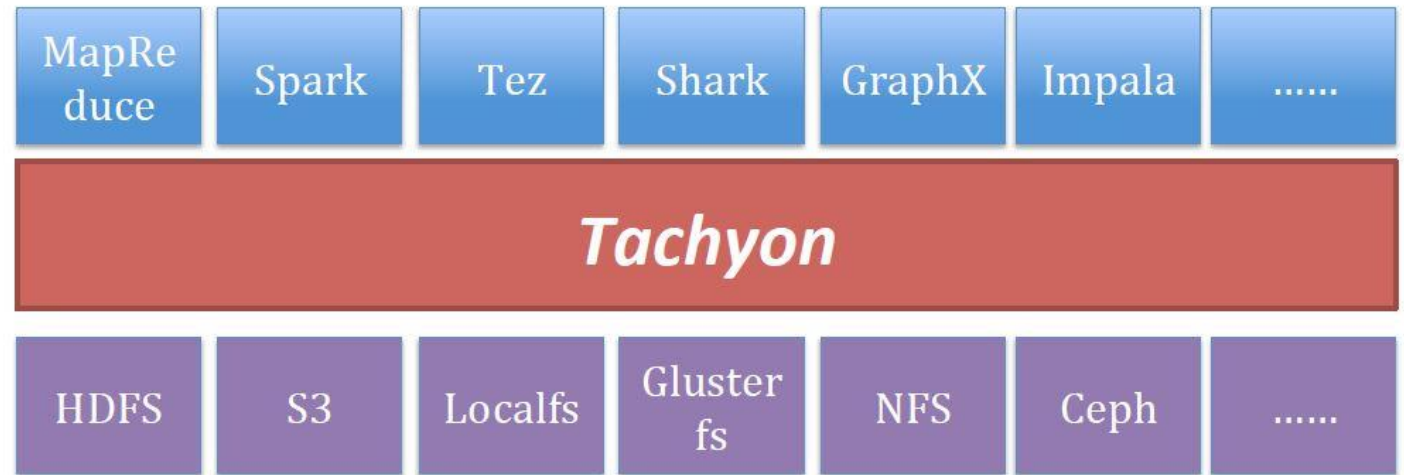 MapRe
duce
Spark
Tez
Shark
GraphX
Impala
......
Tachyon
HDFS
S3
Localfs
Gluster
fs
NFS
Ceph
......